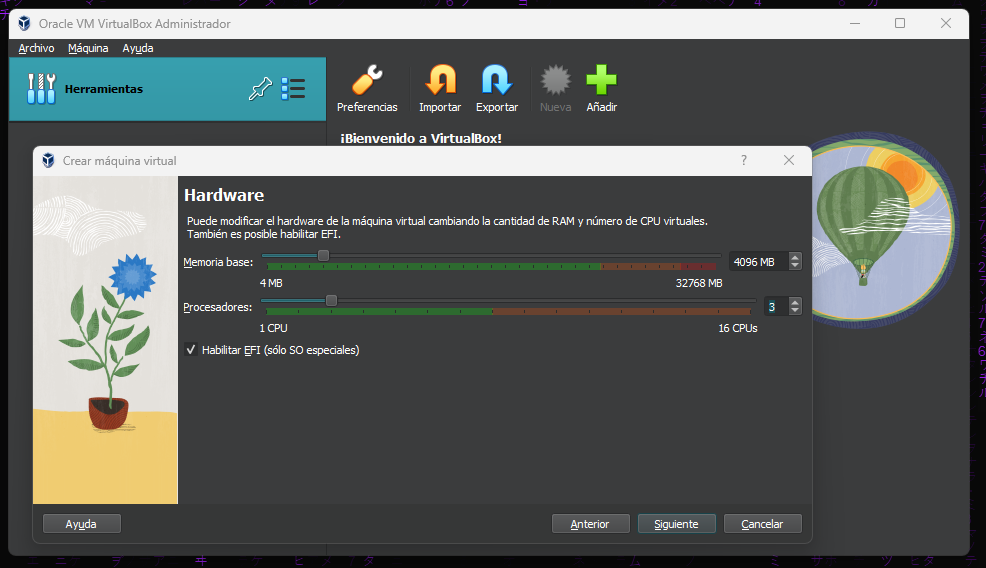 Oracle VM VirtualBox Administrador
Archivo Máquina Ayuda
Herramientas
Preferencias Importar Exportar Nueva Añadir
¡Bienvenido a VirtualBox!
Crear máquina virtual
?
Hardware
Puede modificar el hardware de la máquina virtual cambiando la cantidad de RAM y número de CPU virtuales.
También es posible habilitar EFI.
Memoria base: 4096 MB
4 MB 32768 MB
Procesadores: 3
1 CPU 16 CPUs
Habilitar EFI (sólo SO especiales)
Ayuda Anterior Siguiente Cancelar